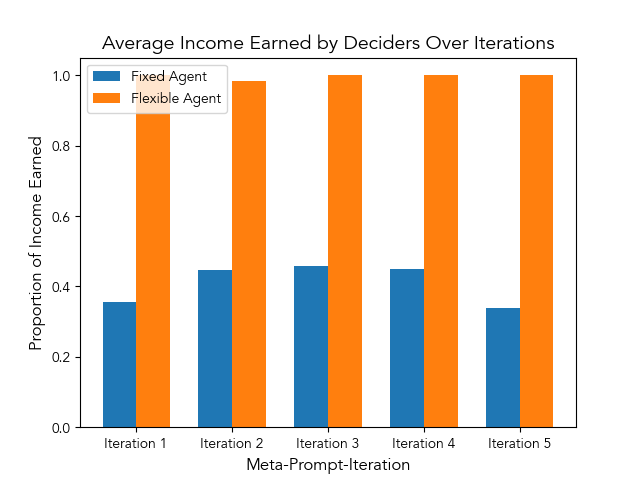 Average Income Earned by Deciders Over Iterations
Fixed Agent
Flexible Agent
Proportion of Income Earned
1.0
0.8
0.6
0.4
0.2
0.0
Iteration 1
Iteration 2
Iteration 3
Iteration 4
Iteration 5
Meta-Prompt-Iteration